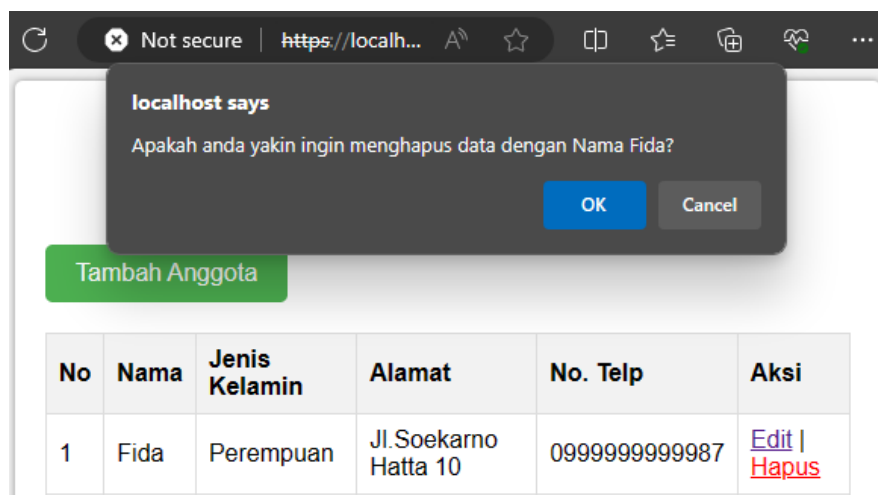 Not secure | https://localh...
localhost says
Apakah anda yakin ingin menghapus data dengan Nama Fida?
OK Cancel
Tambah Anggota
No Nama Jenis Kelamin Alamat No. Telp Aksi
1 Fida Perempuan Jl.Soekarno Hatta 10 0999999999987 Edit | Hapus